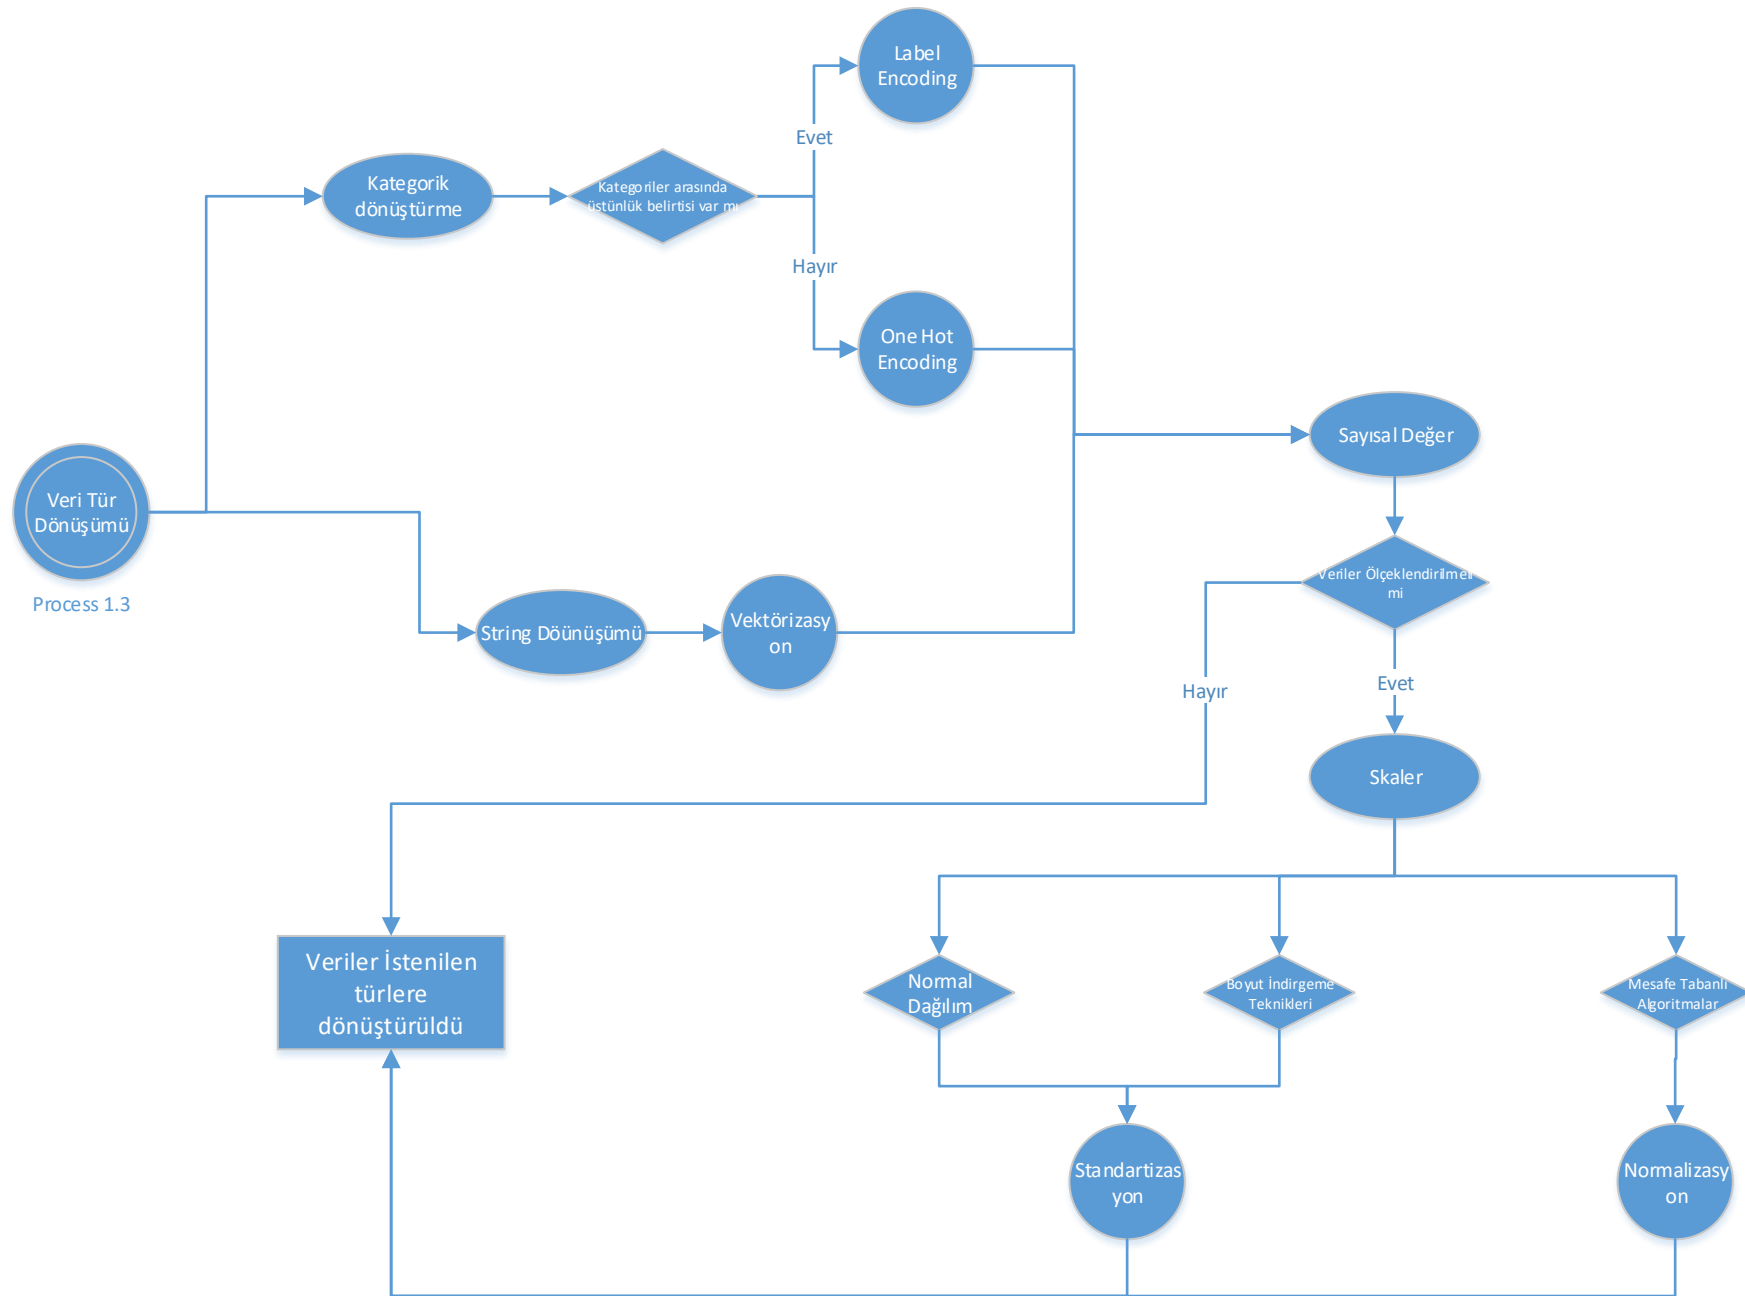 Label
Encoding
Evet
Kategorik
dönüştürme
Kategoriler arasında
üstünlük belirtisi var mı
Hayır
One Hot
Encoding
Sayısal Değer
Veri Tür
Dönüşümü
Process 1.3
Veriler Ölçeklendirilmeli
mi
String Döünüşümü
Vektörizasy
on
Hayır
Evet
Skaler
Veriler İstenilen
türlere
dönüştürüldü
Normal
Dağılım
Boyut İndirgeme
Teknikleri
Mesafe Tabanlı
Algoritmalar
Standartizas
yon
Normalizasy
on